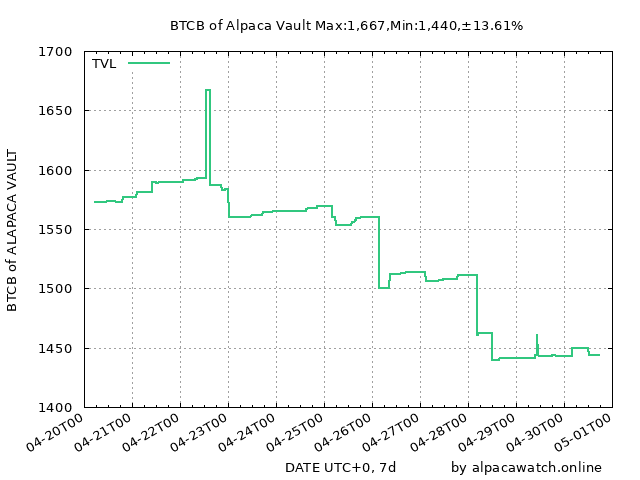 BTCB of Alpaca Vault Max:1,667,Min:1,440,±13.61%
TVL
1700
1650
1600
1550
1500
1450
1400
BTCB of ALAPACA VAULT
04-20T00
04-21T00
04-22T00
04-23T00
04-24T00
04-25T00
04-26T00
04-27T00
04-28T00
04-29T00
04-30T00
05-01T00
DATE UTC+0, 7d
by alpacawatch.online